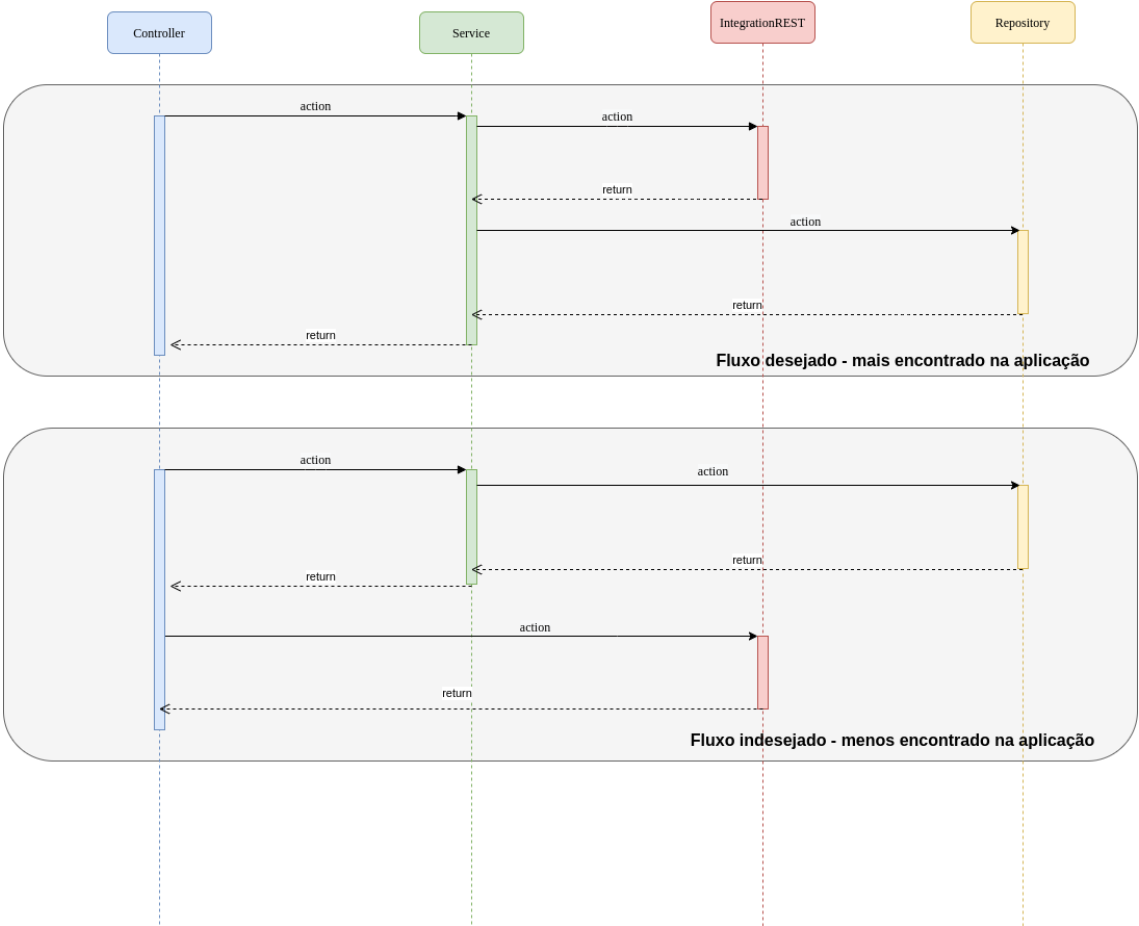 Controller
Service
IntegrationREST
Repository
action
action
return
action
return
return
Fluxo desejado - mais encontrado na aplicação
action
action
return
return
action
return
Fluxo indesejado - menos encontrado na aplicação